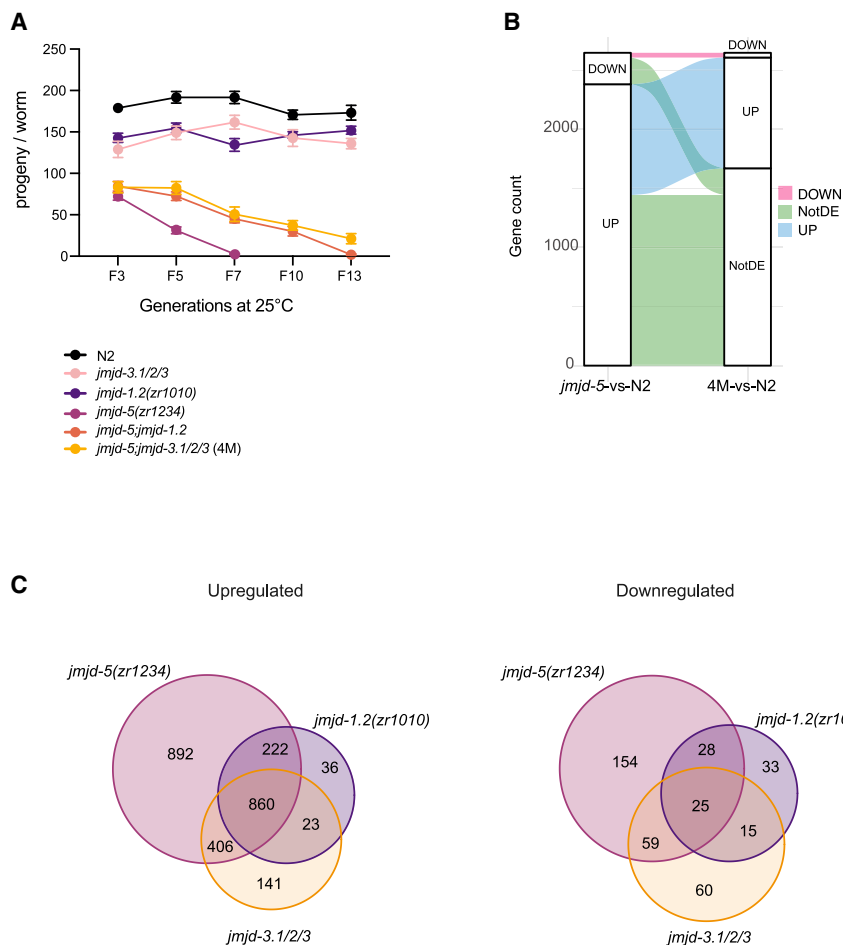 A
250
200
150
100
50
0
progeny / worm
F3 F5 F7 F10 F13
Generations at 25°C
N2
jmjd-3.1/2/3
jmjd-1.2(zr1010)
jmjd-5(zr1234)
jmjd-5;jmjd-1.2
jmjd-5;jmjd-3.1/2/3 (4M)
B
DOWN
DOWN
UP
UP
NotDE
2000
1000
0
Gene count
jmjd-5-vs-N2 4M-vs-N2
DOWN
NotDE
UP
C
Upregulated
jmjd-5(zr1234)
jmjd-1.2(zr1010)
892
222
36
860
23
406
141
jmjd-3.1/2/3
Downregulated
jmjd-5(zr1234)
jmjd-1.2(zr1
154
28
33
25
15
59
60
jmjd-3.1/2/3